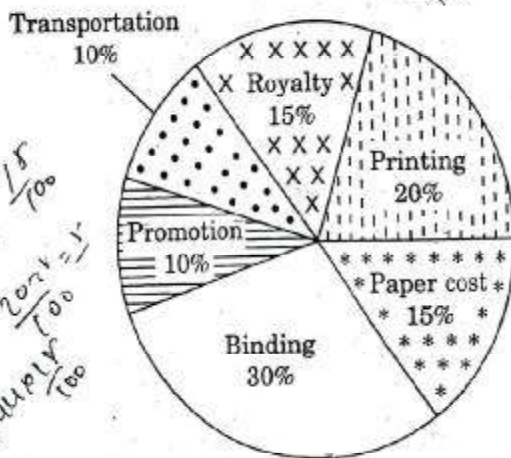 Transportation
10%
Royalty
15%
Printing
20%
Promotion
10%
Paper cost
15%
Binding
30%